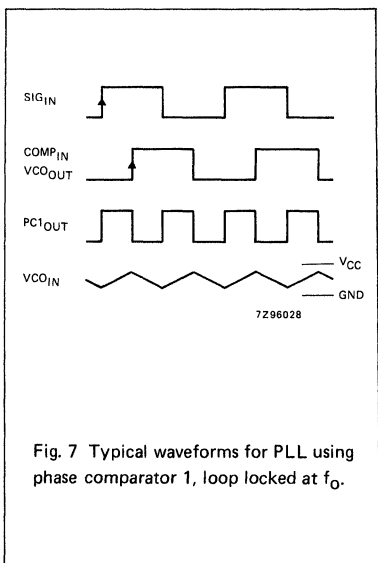 SIG_IN
COMP_IN
VCO_OUT
PC1_OUT
VCO_IN
V_CC
GND
7Z96028
Fig. 7 Typical waveforms for PLL using
phase comparator 1, loop locked at f_o.